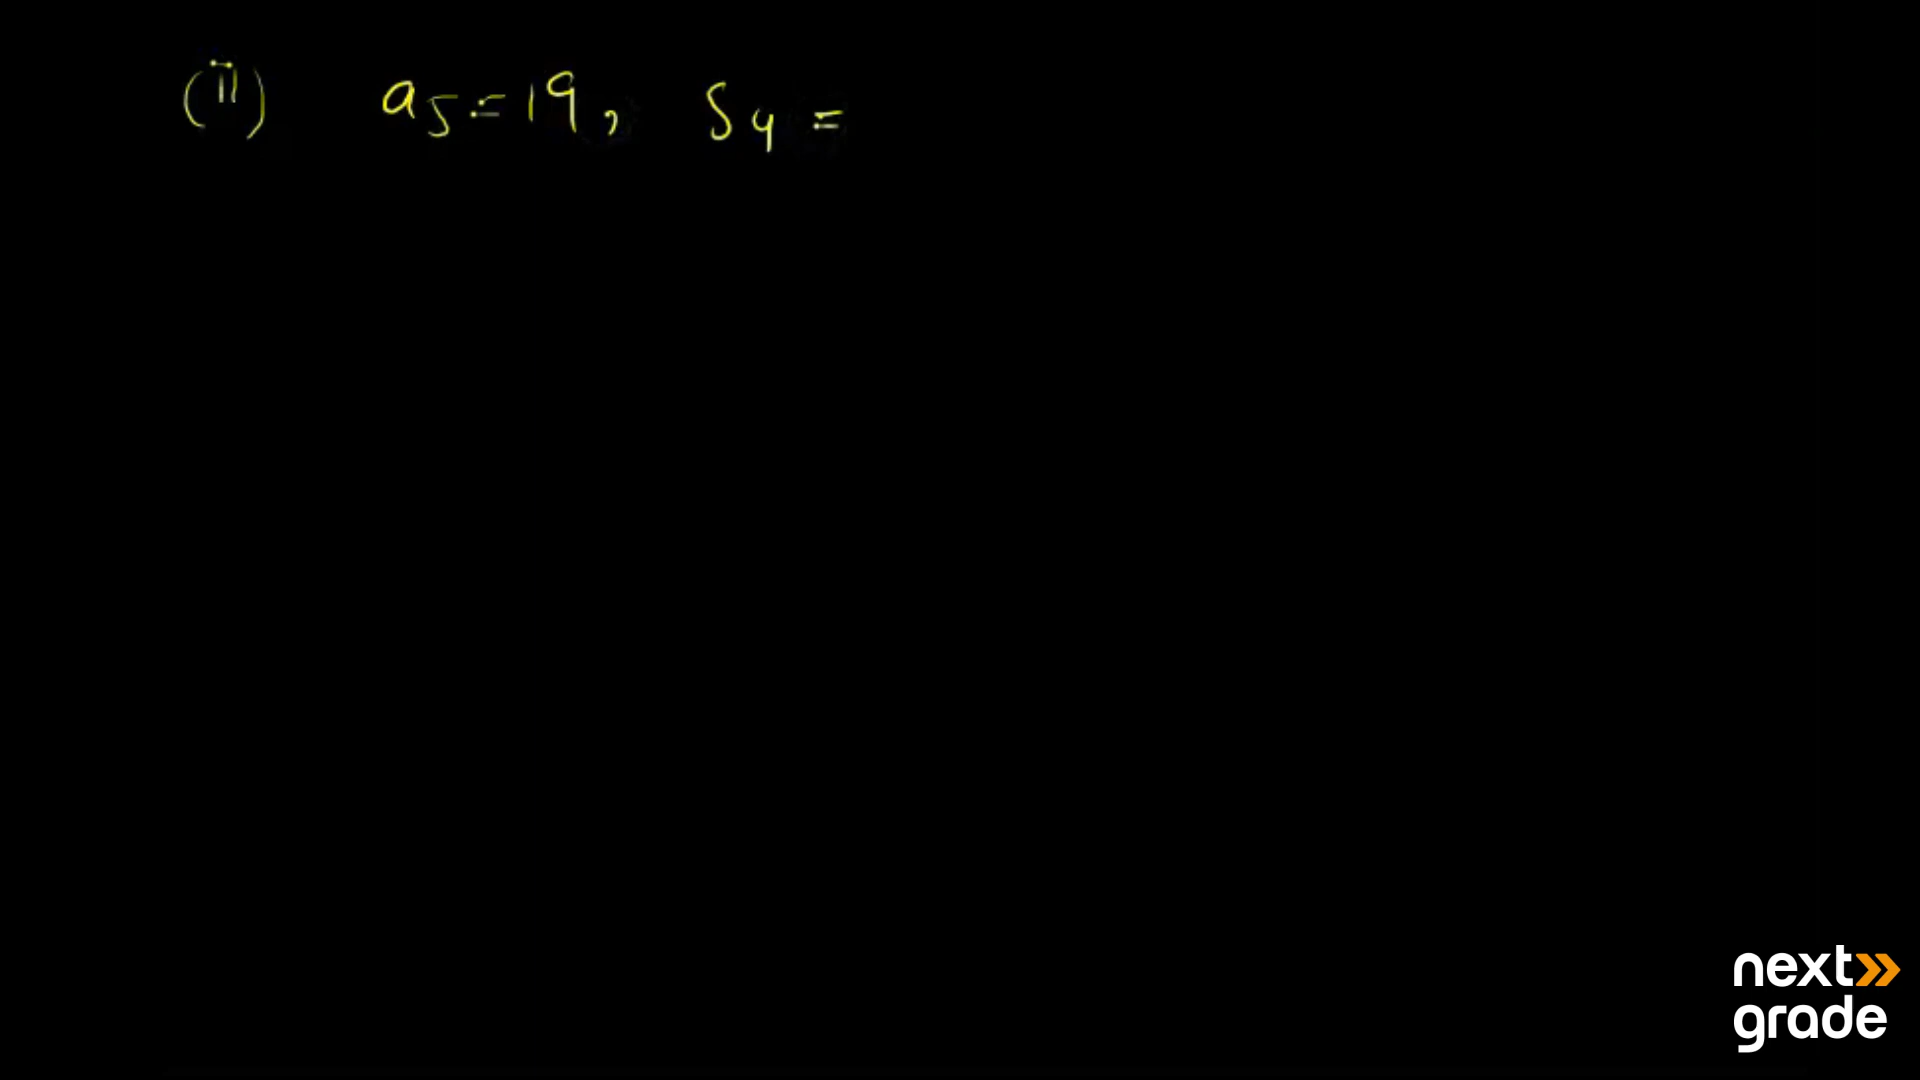 (ii) a5 = 19, S4 =
next
grade